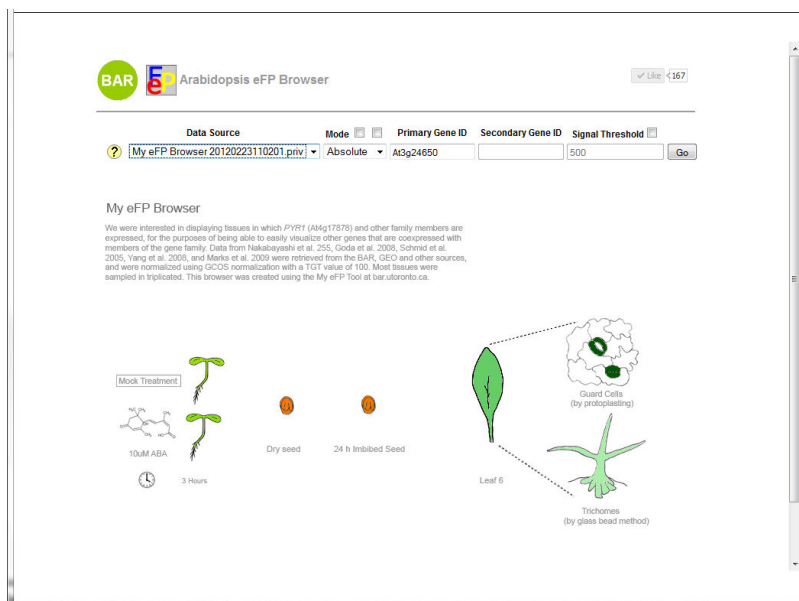 BAR eFP Arabidopsis eFP Browser
Like 167
Data Source Mode Primary Gene ID Secondary Gene ID Signal Threshold
? My eFP Browser 20120223110201.priv Absolute At3g24650 500 Go
My eFP Browser
We were interested in displaying tissues in which PYR1 (At4g17878) and other family members are
expressed, for the purposes of being able to easily visualize other genes that are coexpressed with
members of the gene family. Data from Nakabayashi et al. 255, Goda et al. 2008, Schmid et al.
2005, Yang et al. 2008, and Marks et al. 2009 were retrieved from the BAR, GEO and other sources,
and were normalized using GCOS normalization with a TGT value of 100. Most tissues were
sampled in triplicated. This browser was created using the My eFP Tool at bar.utoronto.ca.
Mock Treatment
10uM ABA
3 Hours
Dry seed
24 h Imbibed Seed
Leaf 6
Guard Cells
(by protoplasting)
Trichomes
(by glass bead method)